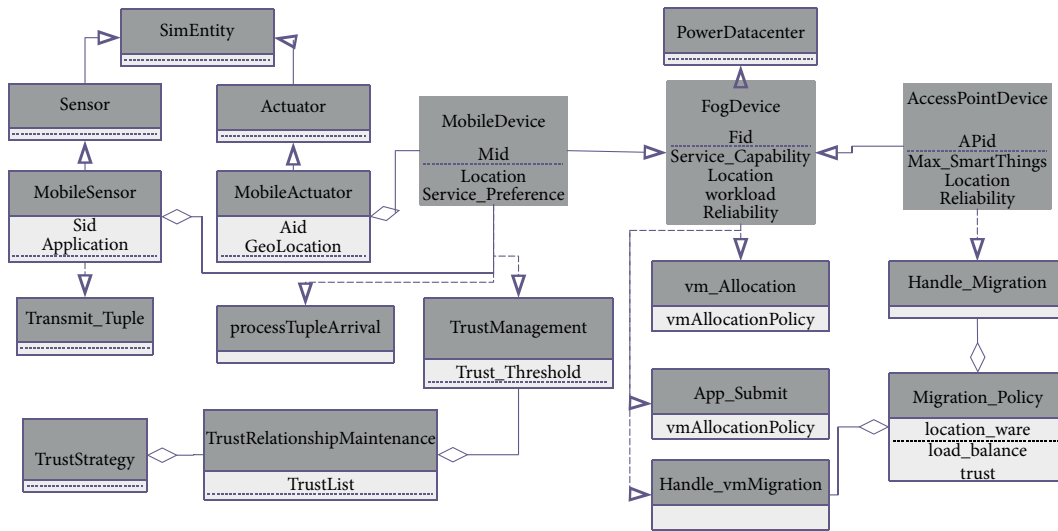 SimEntity
PowerDatacenter
Sensor
Actuator
MobileDevice
Mid
Location
Service_Preference
FogDevice
Fid
Service_Capability
Location
workload
Reliability
AccessPointDevice
APid
Max_SmartThings
Location
Reliability
MobileSensor
Sid
Application
MobileActuator
Aid
GeoLocation
Transmit_Tuple
processTupleArrival
TrustManagement
Trust_Threshold
vm_Allocation
vmAllocationPolicy
Handle_Migration
App_Submit
vmAllocationPolicy
Migration_Policy
location_ware
load_balance
trust
TrustStrategy
TrustRelationshipMaintenance
TrustList
Handle_vmMigration